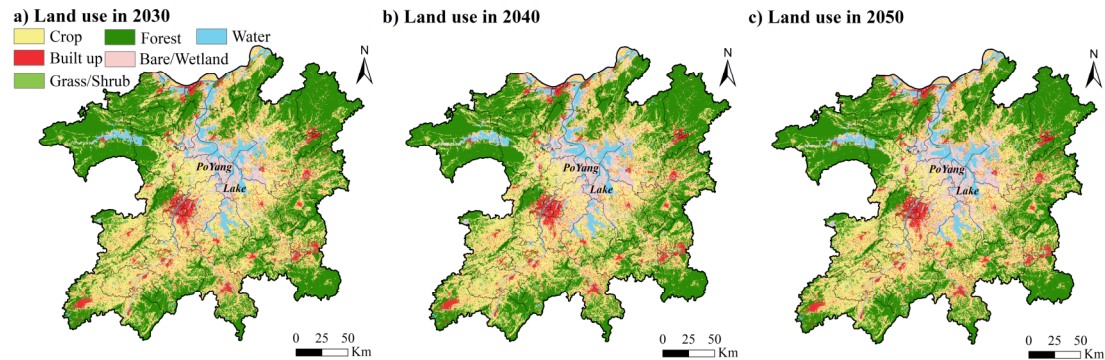 a) Land use in 2030
Crop
Forest
Water
Built up
Bare/Wetland
Grass/Shrub
N
PoYang
Lake
0 25 50
Km
b) Land use in 2040
N
PoYang
Lake
0 25 50
Km
c) Land use in 2050
N
PoYang
Lake
0 25 50
Km